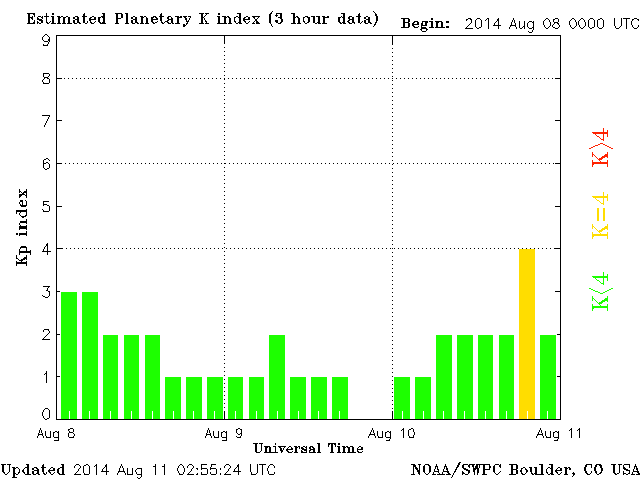 Estimated Planetary K index (3 hour data)
Begin: 2014 Aug 08 0000 UTC
9
8
7
6
5
4
3
2
1
0
Kp index
K>4
K=4
K<4
Aug 8
Aug 9
Aug 10
Aug 11
Universal Time
Updated 2014 Aug 11 02:55:24 UTC
NOAA/SWPC Boulder, CO USA